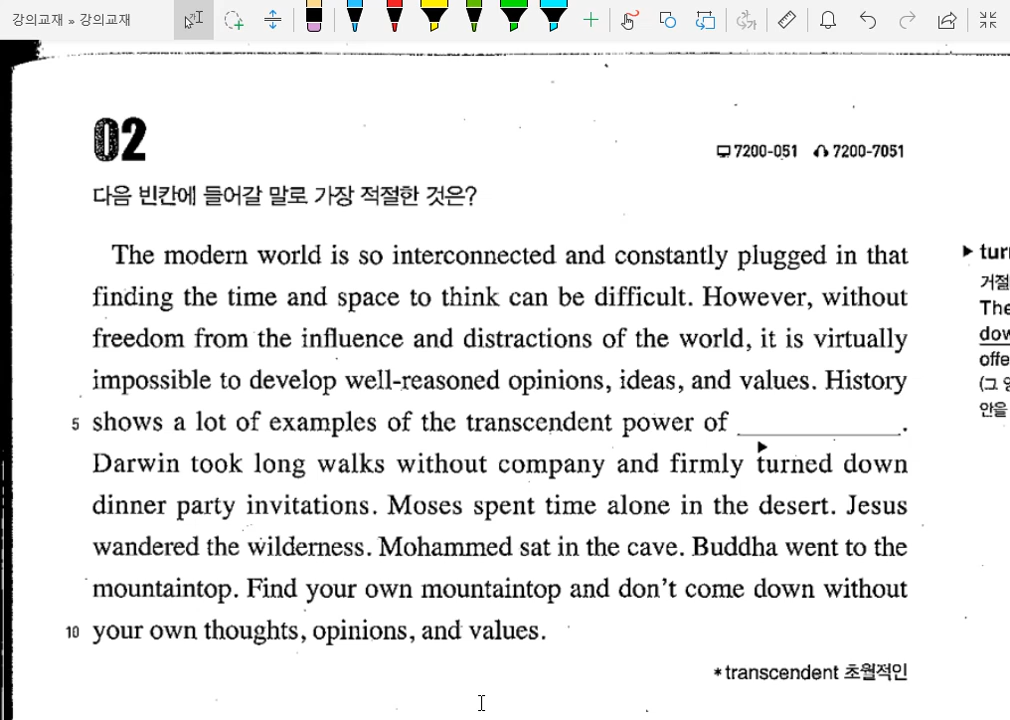 강의교재 » 강의교재
02
7200-051 7200-7051
다음 빈칸에 들어갈 말로 가장 적절한 것은?
The modern world is so interconnected and constantly plugged in that
finding the time and space to think can be difficult. However, without
freedom from the influence and distractions of the world, it is virtually
impossible to develop well-reasoned opinions, ideas, and values. History
5 shows a lot of examples of the transcendent power of ____________.
Darwin took long walks without company and firmly turned down
dinner party invitations. Moses spent time alone in the desert. Jesus
wandered the wilderness. Mohammed sat in the cave. Buddha went to the
mountaintop. Find your own mountaintop and don't come down without
10 your own thoughts, opinions, and values.
*transcendent 초월적인
The